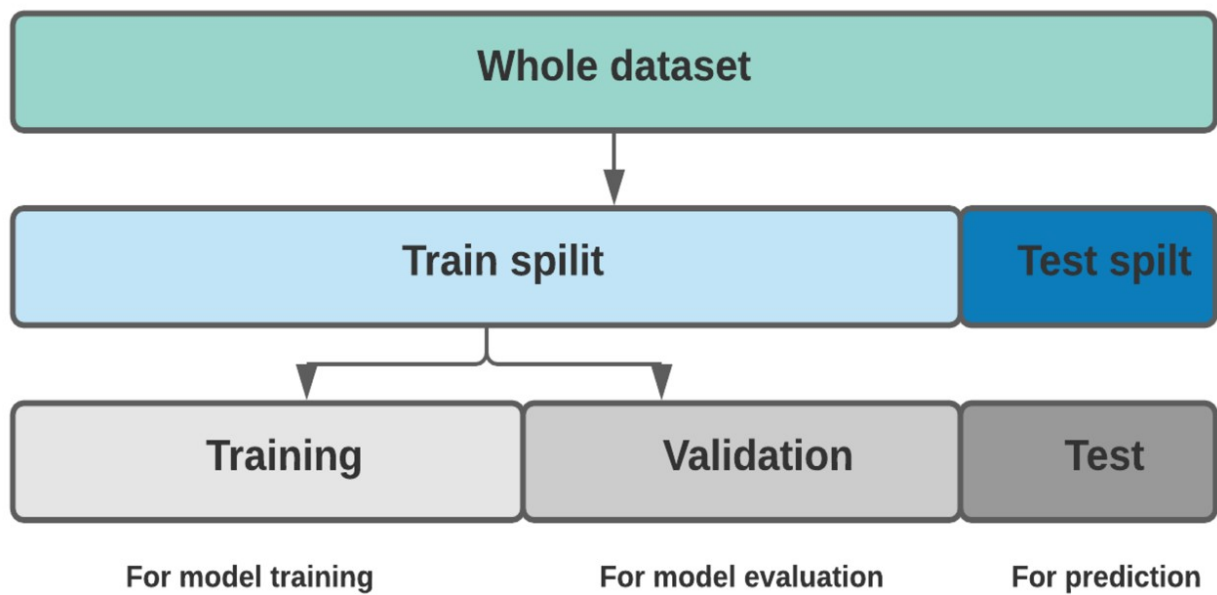 Whole dataset
Train spilit
Test spilt
Training
Validation
Test
For model training
For model evaluation
For prediction